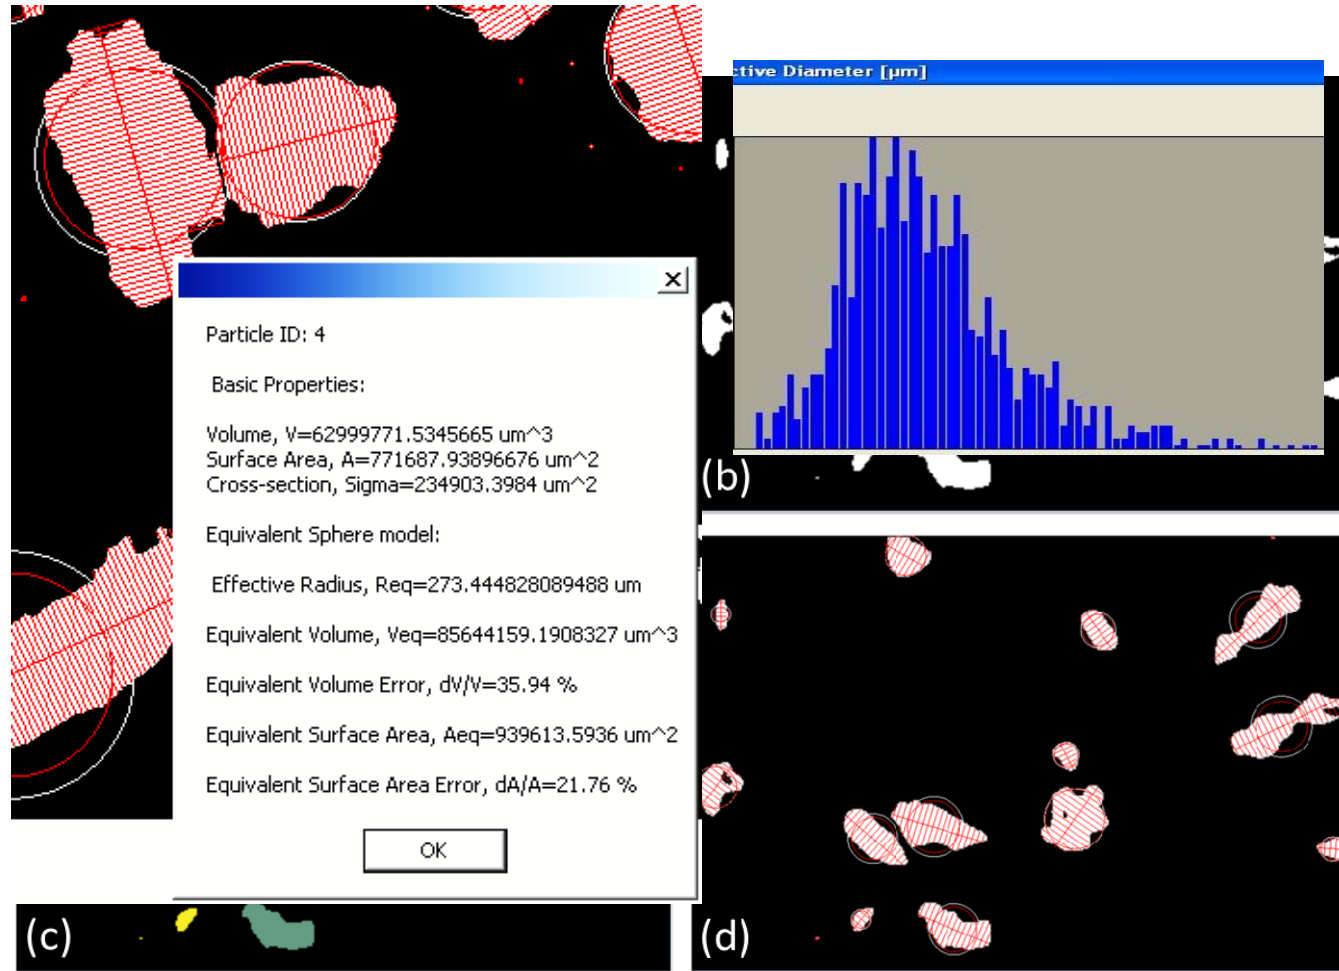 ctive Diameter [µm]
Particle ID: 4
Basic Properties:
Volume, V=62999771.5345665 um^3
Surface Area, A=771687.93896676 um^2
Cross-section, Sigma=234903.3984 um^2
Equivalent Sphere model:
Effective Radius, Req=273.444828089488 um
Equivalent Volume, Veq=85644159.1908327 um^3
Equivalent Volume Error, dV/V=35.94 %
Equivalent Surface Area, Aeq=939613.5936 um^2
Equivalent Surface Area Error, dA/A=21.76 %
OK
(b)
(c)
(d)